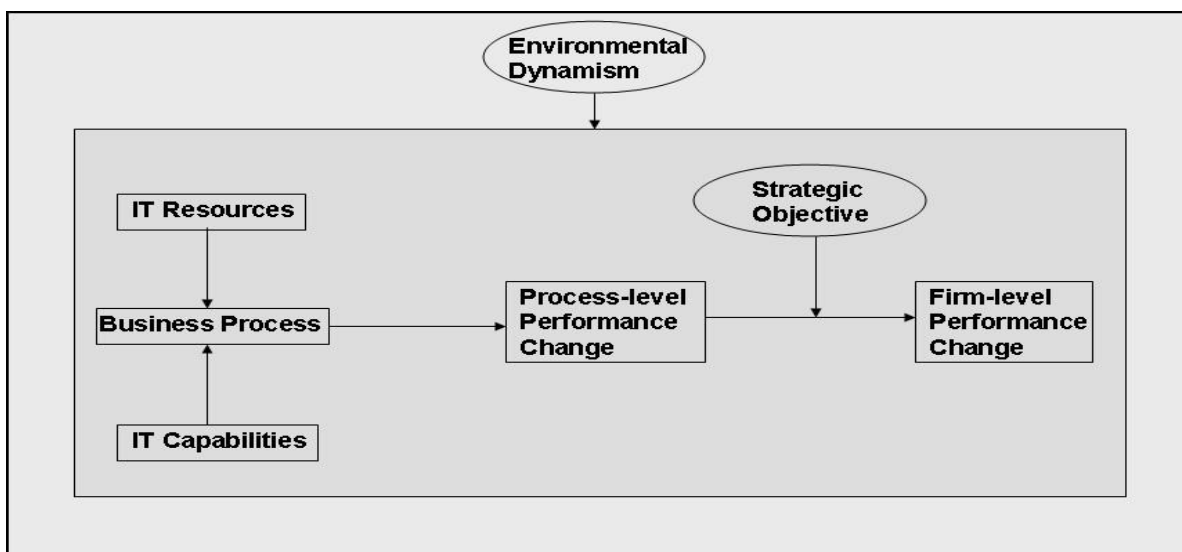 Environmental
Dynamism
Strategic
Objective
IT Resources
Business Process
IT Capabilities
Process-level
Performance
Change
Firm-level
Performance
Change